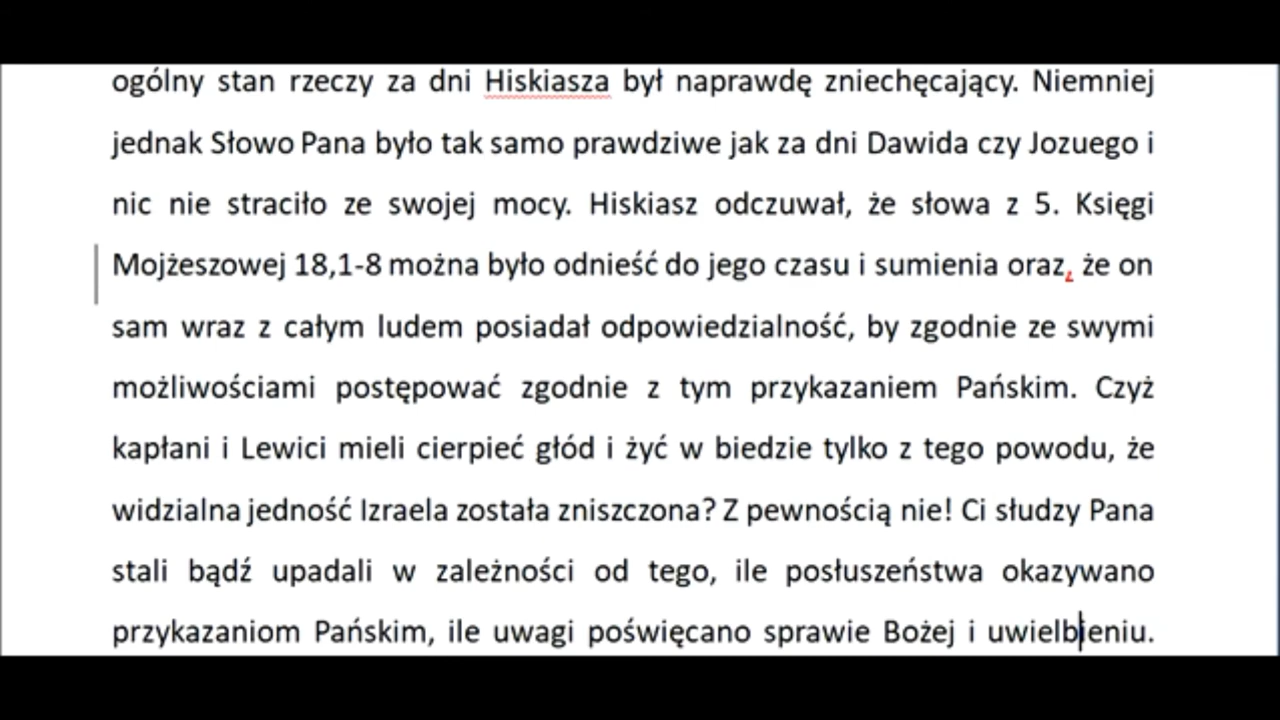 ogólny stan rzeczy za dni Hiskiasza był naprawdę zniechęcający. Niemniej
jednak Słowo Pana było tak samo prawdziwe jak za dni Dawida czy Jozuego i
nic nie straciło ze swojej mocy. Hiskiasz odczuwał, że słowa z 5. Księgi
Mojżeszowej 18,1-8 można było odnieść do jego czasu i sumienia oraz, że on
sam wraz z całym ludem posiadał odpowiedzialność, by zgodnie ze swymi
możliwościami postępować zgodnie z tym przykazaniem Pańskim. Czyż
kapłani i Lewici mieli cierpieć głód i żyć w biedzie tylko z tego powodu, że
widzialna jedność Izraela została zniszczona? Z pewnością nie! Ci słudzy Pana
stali bądź upadali w zależności od tego, ile posłuszeństwa okazywano
przykazaniom Pańskim, ile uwagi poświęcano sprawie Bożej i uwielbieniu.